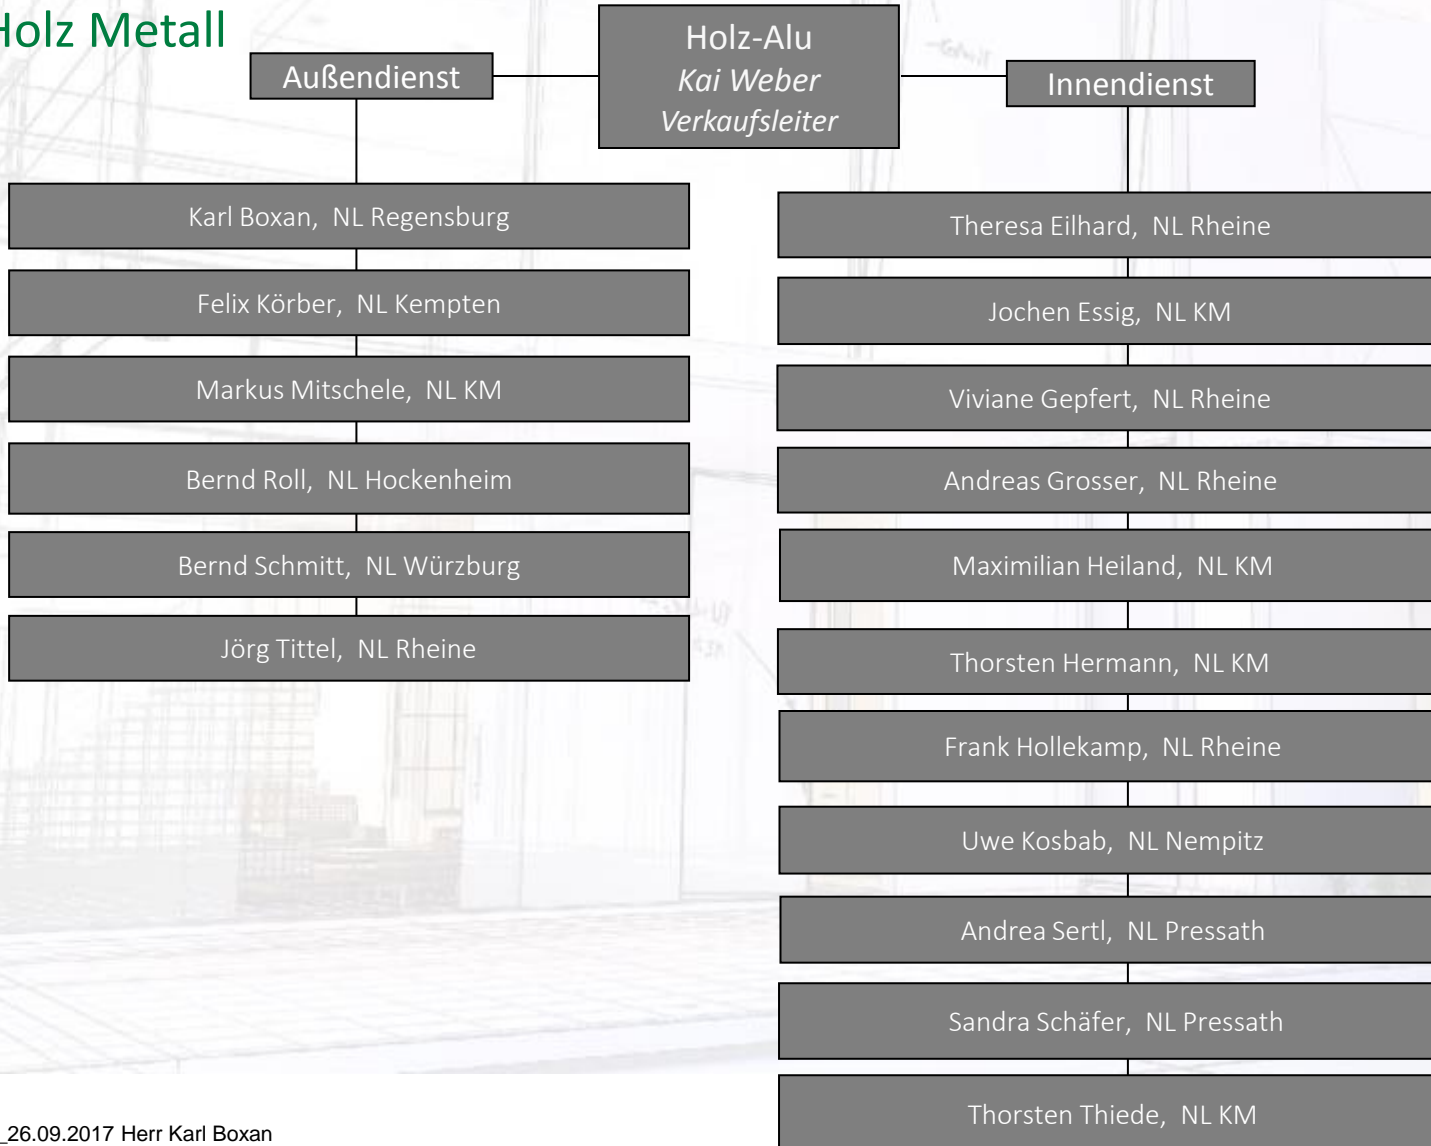 Holz Metall
Holz-Alu
Kai Weber
Verkaufsleiter
Außendienst
Innendienst
Karl Boxan, NL Regensburg
Felix Körber, NL Kempten
Markus Mitschele, NL KM
Bernd Roll, NL Hockenheim
Bernd Schmitt, NL Würzburg
Jörg Tittel, NL Rheine
Theresa Eilhard, NL Rheine
Jochen Essig, NL KM
Viviane Gepfert, NL Rheine
Andreas Grosser, NL Rheine
Maximilian Heiland, NL KM
Thorsten Hermann, NL KM
Frank Hollekamp, NL Rheine
Uwe Kosbab, NL Nempitz
Andrea Sertl, NL Pressath
Sandra Schäfer, NL Pressath
Thorsten Thiede, NL KM
_26.09.2017 Herr Karl Boxan